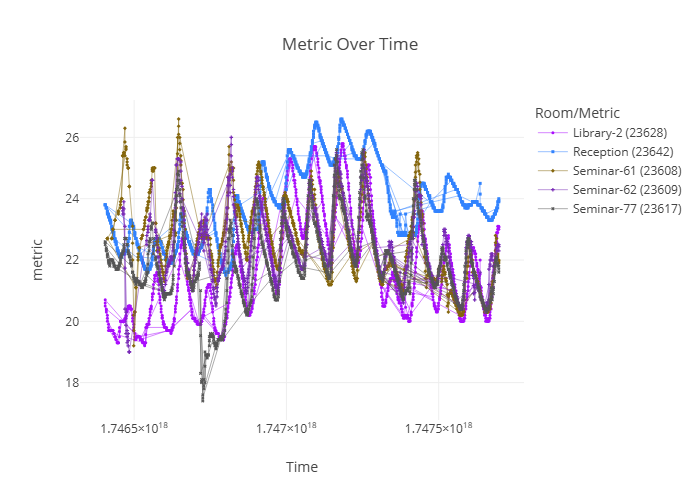 Metric Over Time
Room/Metric
Library-2 (23628)
Reception (23642)
Seminar-61 (23608)
Seminar-62 (23609)
Seminar-77 (23617)
metric
26
24
22
20
18
1.7465×10¹⁸ 1.747×10¹⁸ 1.7475×10¹⁸
Time